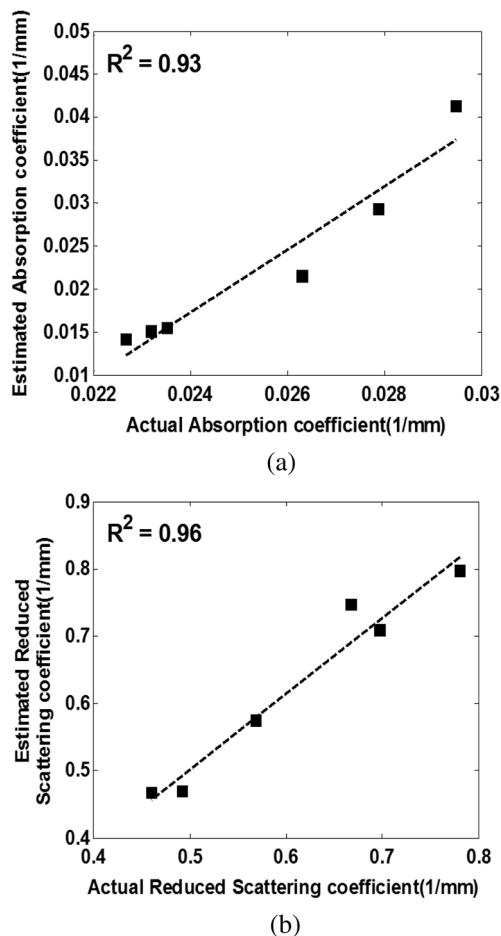 0.05
R² = 0.93
0.045
0.04
0.035
0.03
0.025
0.02
0.015
0.01
Estimated Absorption coefficient(1/mm)
0.022 0.024 0.026 0.028 0.03
Actual Absorption coefficient(1/mm)
(a)
0.9
R² = 0.96
0.8
0.7
0.6
0.5
0.4
Estimated Reduced
Scattering coefficient(1/mm)
0.4 0.5 0.6 0.7 0.8
Actual Reduced Scattering coefficient(1/mm)
(b)